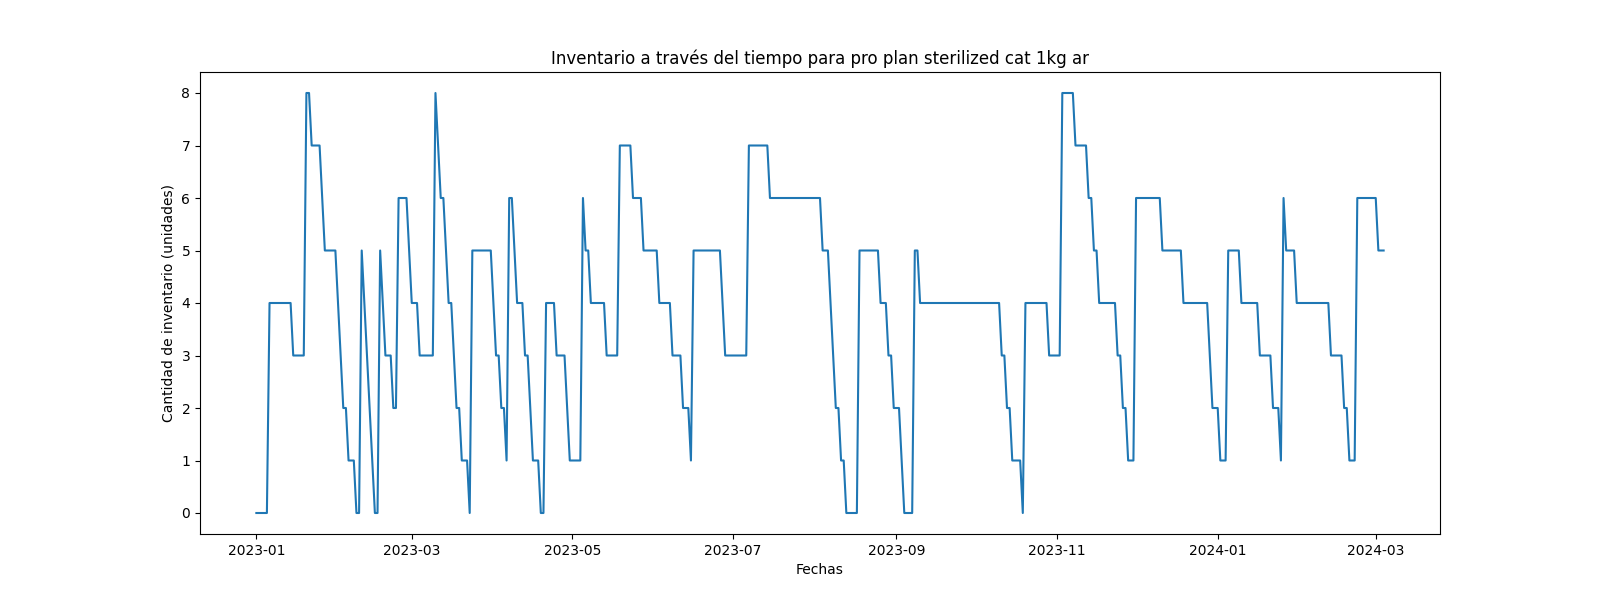 Inventario a través del tiempo para pro plan sterilized cat 1kg ar
Cantidad de inventario (unidades)
8
7
6
5
4
3
2
1
0
2023-01 2023-03 2023-05 2023-07 2023-09 2023-11 2024-01 2024-03
Fechas